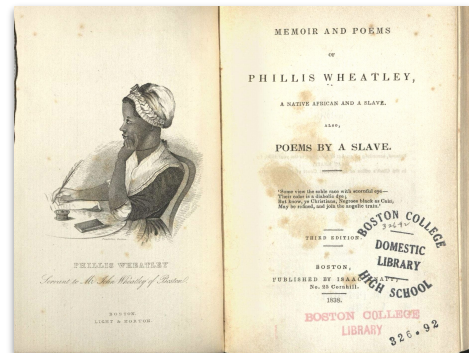 PHILLIS WHEATLEY
Servant to Mr. John Wheatley of Boston.
BOSTON.
LIGHT & HORTON.
MEMOIR AND POEMS
OF
PHILLIS WHEATLEY,
A NATIVE AFRICAN AND A SLAVE.
ALSO,
POEMS BY A SLAVE.
'Some view the sable race with scornful eye—
Their color is a diabolic dye;'
But know, ye Christians, Negroes black as Cain,
May be refined, and join the angelic train.'
THIRD EDITION.
BOSTON,
PUBLISHED BY ISAAC KNAPP,
No. 25 Cornhill.
1838.
BOSTON COLLEGE
30692
DOMESTIC
LIBRARY
HIGH SCHOOL
BOSTON COLLEGE
LIBRARY
326.92